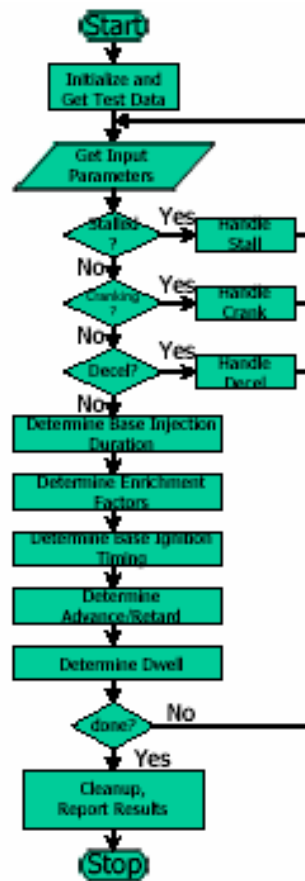 Start
Initialize and
Get Test Data
Get Input
Parameters
Stalled
?
Yes
Handle
Stall
No
Cranking
?
Yes
Handle
Crank
No
Decel?
Yes
Handle
Decel
No
Determine Base Injection
Duration
Determine Enrichment
Factors
Determine Base Ignition
Timing
Determine
Advance/Retard
Determine Dwell
done?
No
Yes
Cleanup,
Report Results
Stop